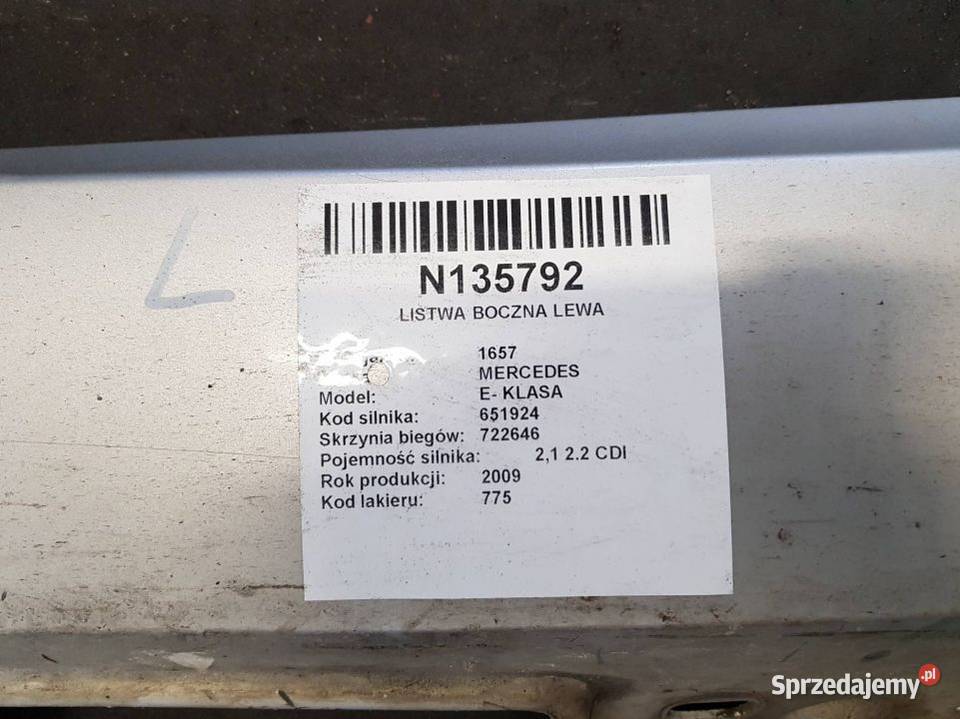 L
N135792
LISTWA BOCZNA LEWA
1657
MERCEDES
Model: E- KLASA
Kod silnika: 651924
Skrzynia biegów: 722646
Pojemność silnika: 2,1 2.2 CDI
Rok produkcji: 2009
Kod lakieru: 775
Sprzedajemy.pl